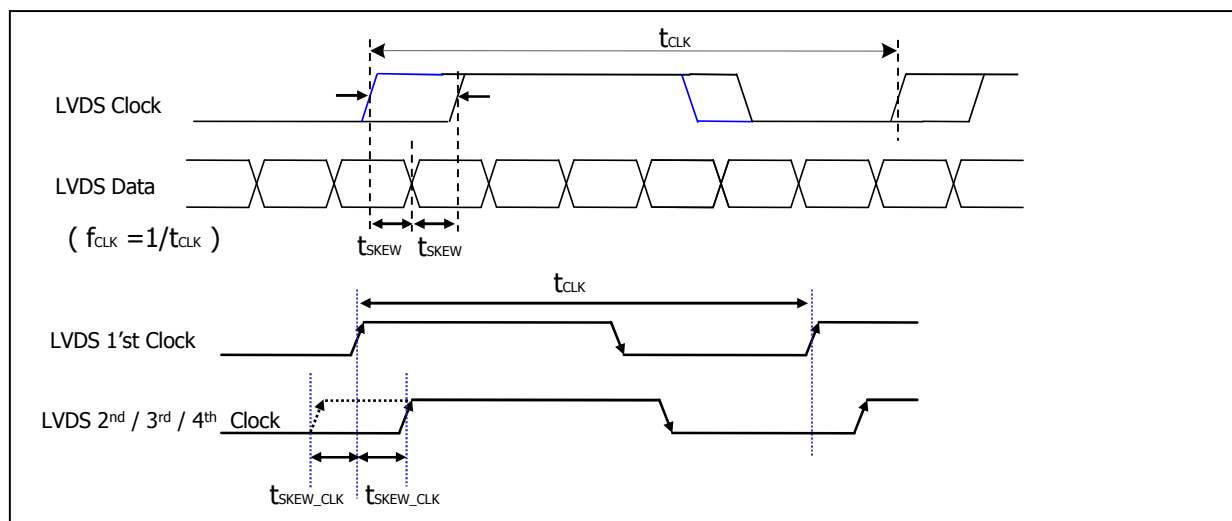 tCLK
LVDS Clock
LVDS Data
( fCLK =1/tCLK )
tSKEW tSKEW
tCLK
LVDS 1'st Clock
LVDS 2nd / 3rd / 4th Clock
tSKEW_CLK tSKEW_CLK